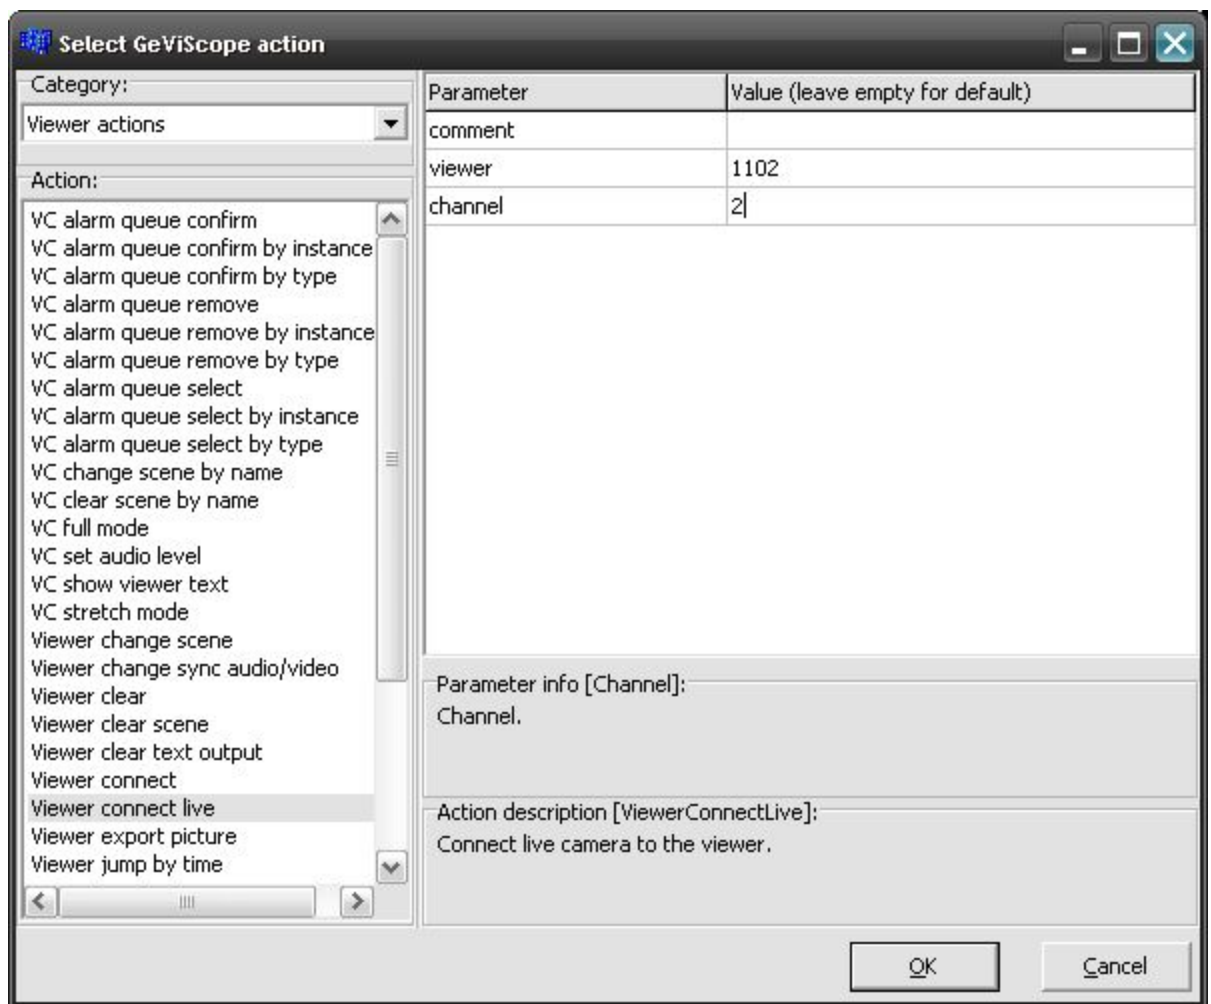 Select GeViScope action
Category:
Viewer actions
Action:
VC alarm queue confirm
VC alarm queue confirm by instance
VC alarm queue confirm by type
VC alarm queue remove
VC alarm queue remove by instance
VC alarm queue remove by type
VC alarm queue select
VC alarm queue select by instance
VC alarm queue select by type
VC change scene by name
VC clear scene by name
VC full mode
VC set audio level
VC show viewer text
VC stretch mode
Viewer change scene
Viewer change sync audio/video
Viewer clear
Viewer clear scene
Viewer clear text output
Viewer connect
Viewer connect live
Viewer export picture
Viewer jump by time
Parameter Value (leave empty for default)
comment
viewer 1102
channel 2
Parameter info [Channel]:
Channel.
Action description [ViewerConnectLive]:
Connect live camera to the viewer.
OK Cancel